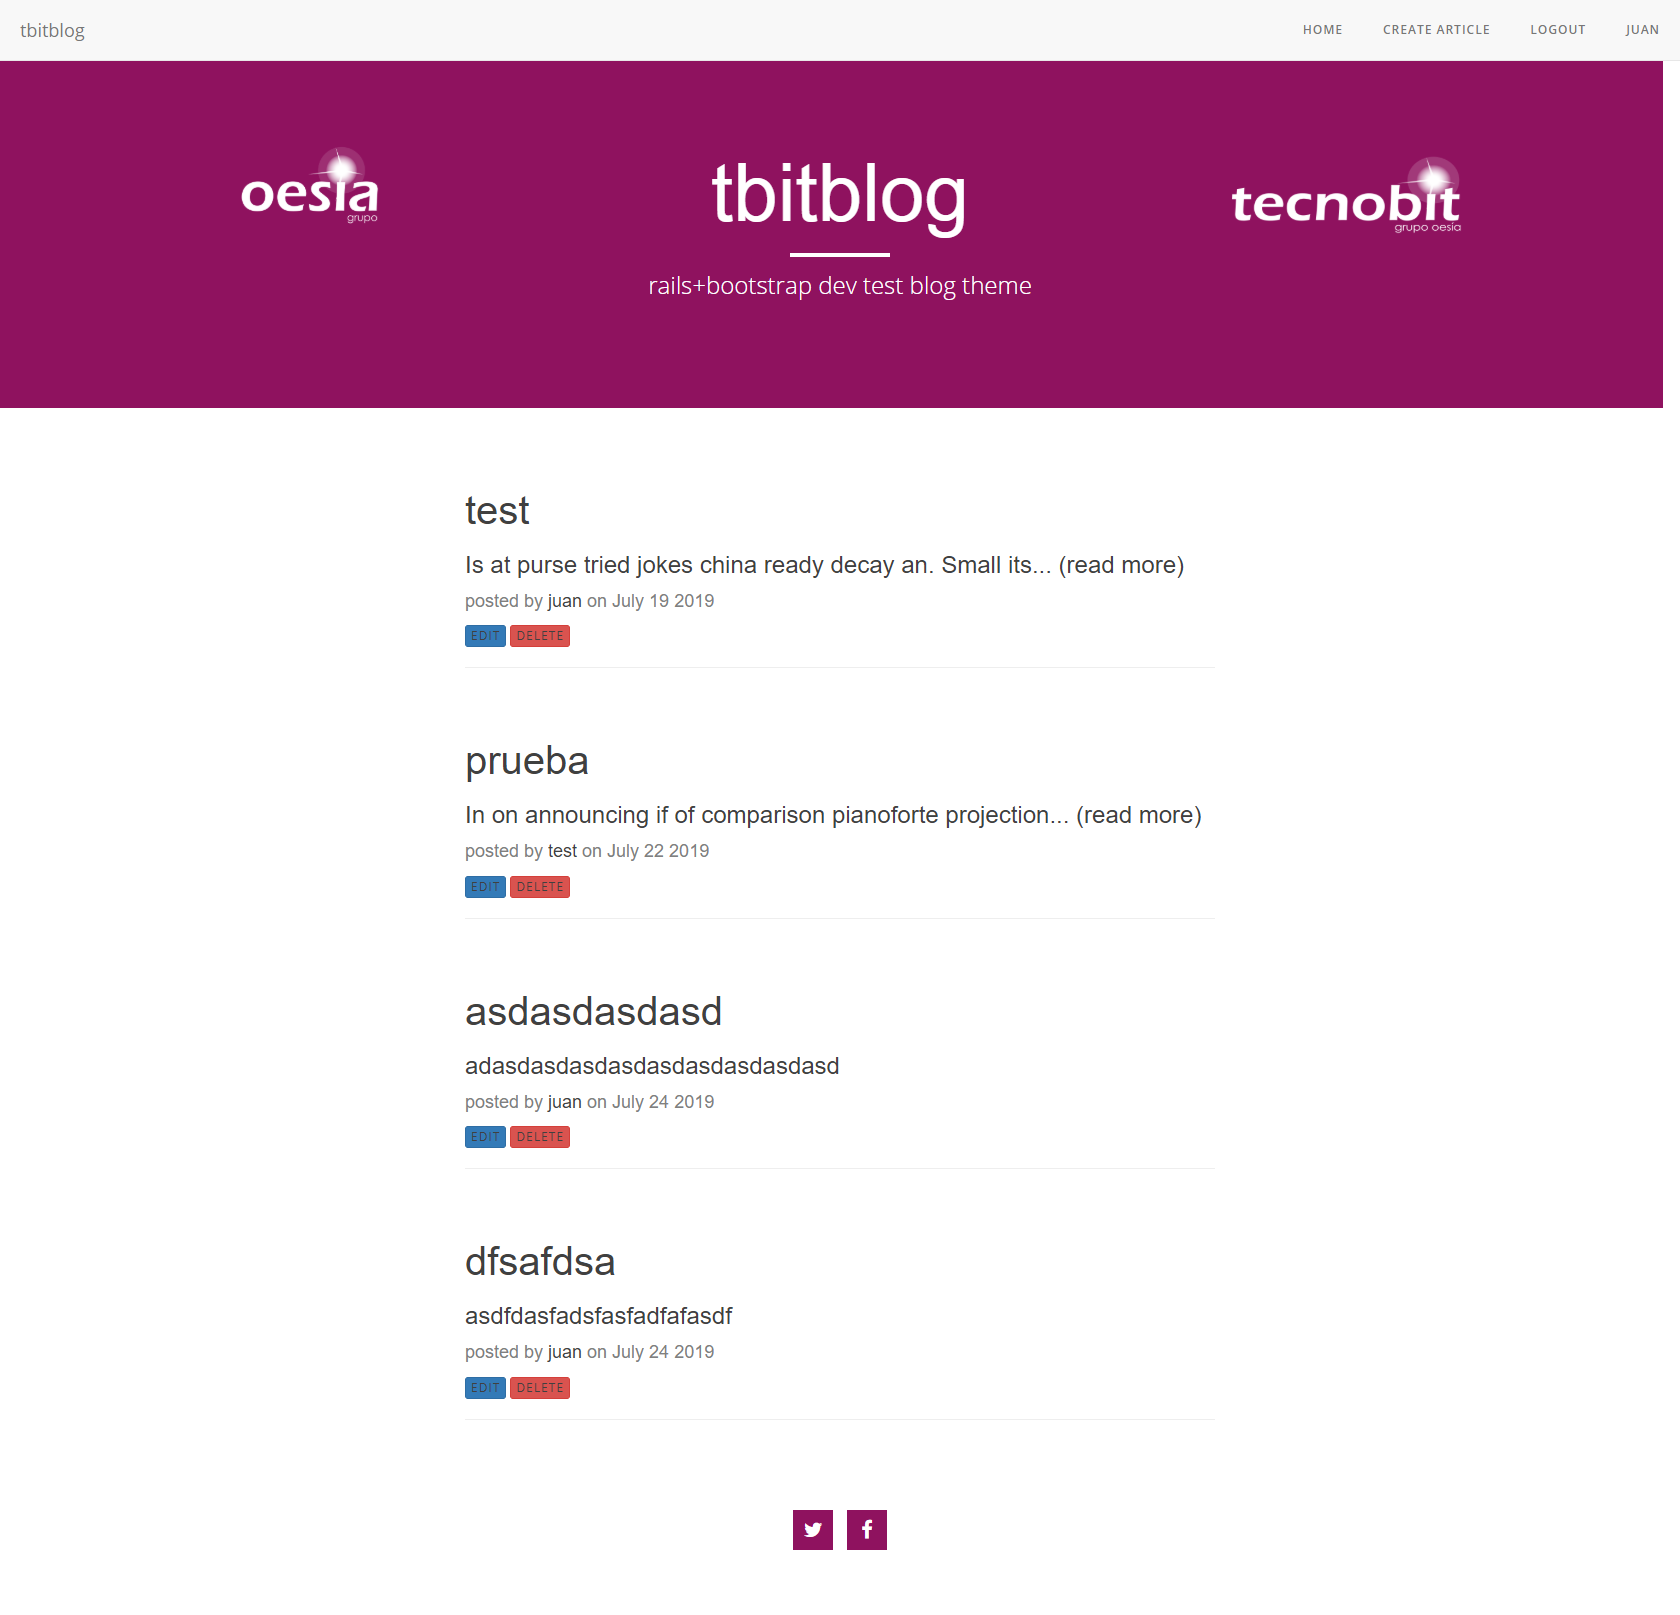 tbitblog HOME CREATE ARTICLE LOGOUT JUAN
oesia
grupo
tbitblog
tecnobit
grupo oesia
rails+bootstrap dev test blog theme
test
Is at purse tried jokes china ready decay an. Small its... (read more)
posted by juan on July 19 2019
EDIT DELETE
prueba
In on announcing if of comparison pianoforte projection... (read more)
posted by test on July 22 2019
EDIT DELETE
asdasdasdasd
adasdasdasdasdasdasdasdasdasd
posted by juan on July 24 2019
EDIT DELETE
dfsafdsa
asdfdasfadsfasfadfafasdf
posted by juan on July 24 2019
EDIT DELETE